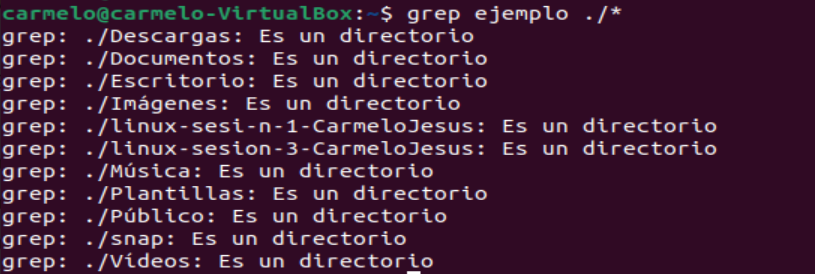 carmelo@carmelo-VirtualBox:~$ grep ejemplo ./*
grep: ./Descargas: Es un directorio
grep: ./Documentos: Es un directorio
grep: ./Escritorio: Es un directorio
grep: ./Imágenes: Es un directorio
grep: ./linux-sesi-n-1-CarmeloJesus: Es un directorio
grep: ./linux-sesion-3-CarmeloJesus: Es un directorio
grep: ./Música: Es un directorio
grep: ./Plantillas: Es un directorio
grep: ./Público: Es un directorio
grep: ./snap: Es un directorio
grep: ./Vídeos: Es un directorio